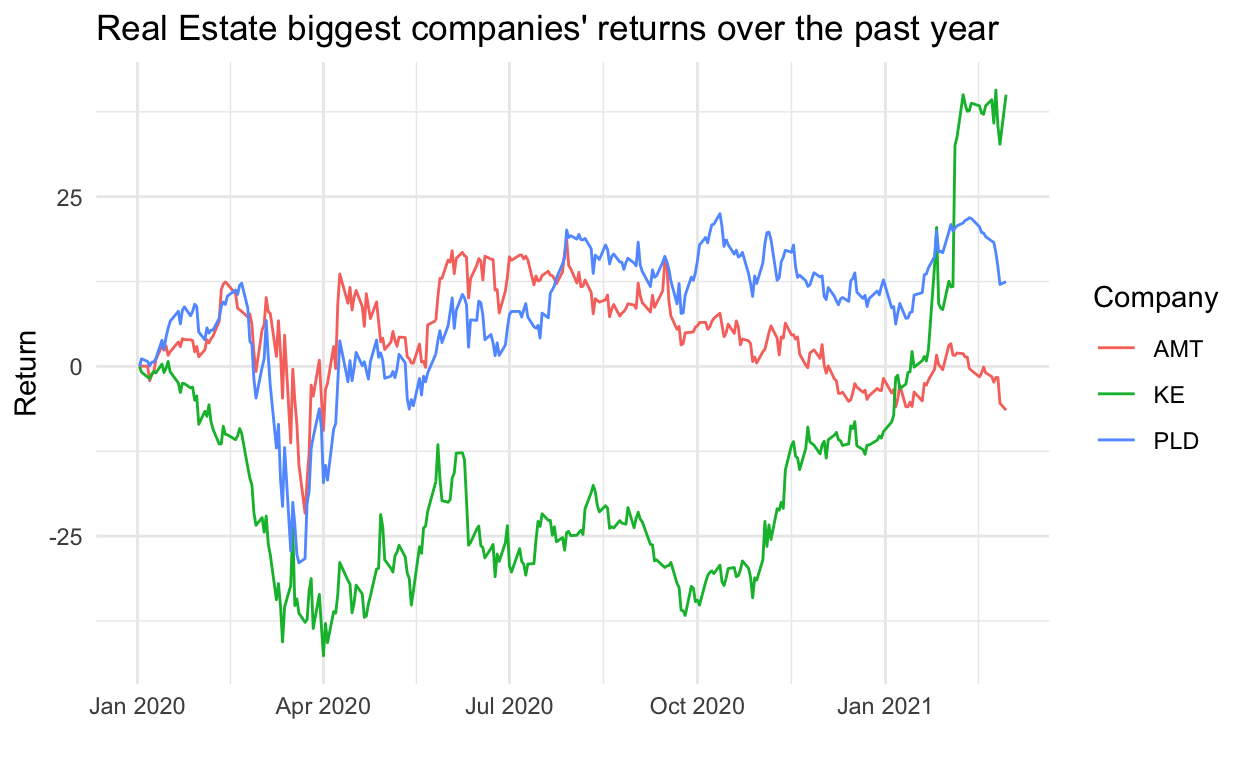 Real Estate biggest companies' returns over the past year
Return
25
0
-25
Jan 2020
Apr 2020
Jul 2020
Oct 2020
Jan 2021
Company
AMT
KE
PLD